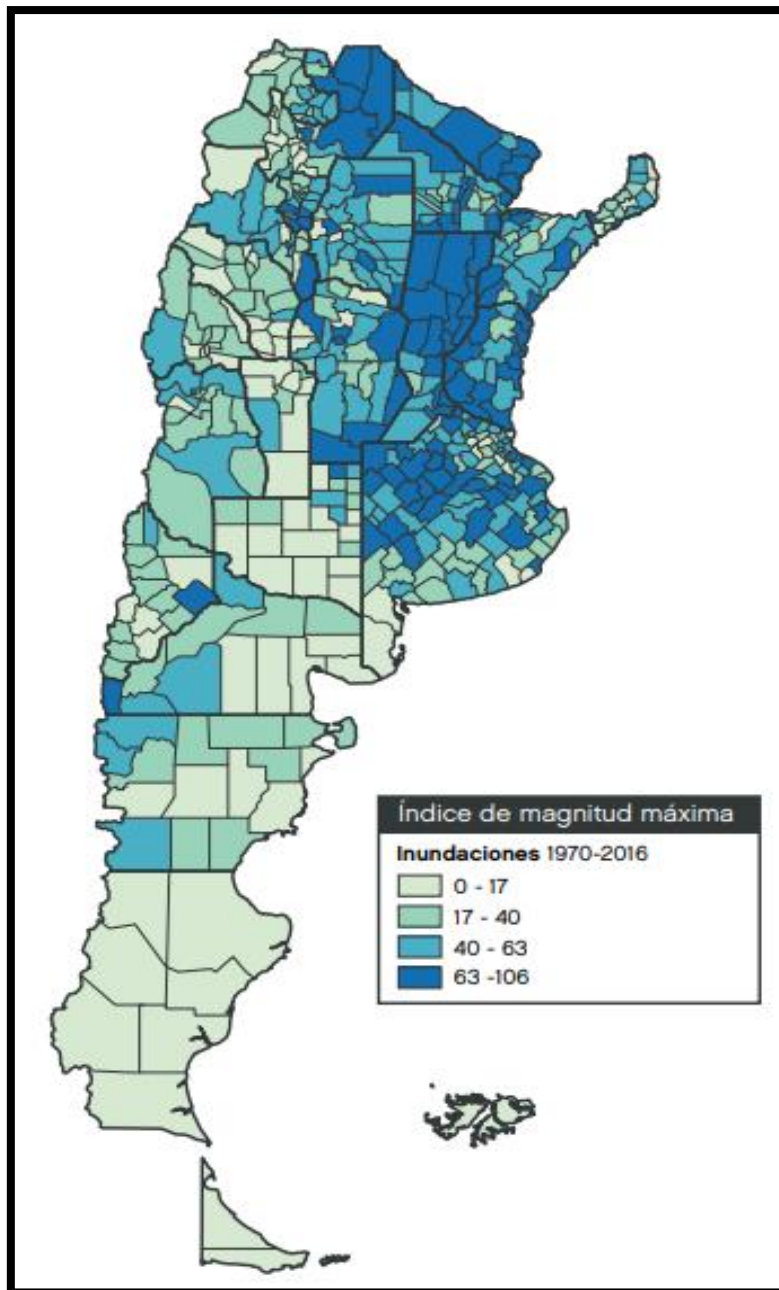 Índice de magnitud máxima
Inundaciones 1970-2016
0 - 17
17 - 40
40 - 63
63 -106